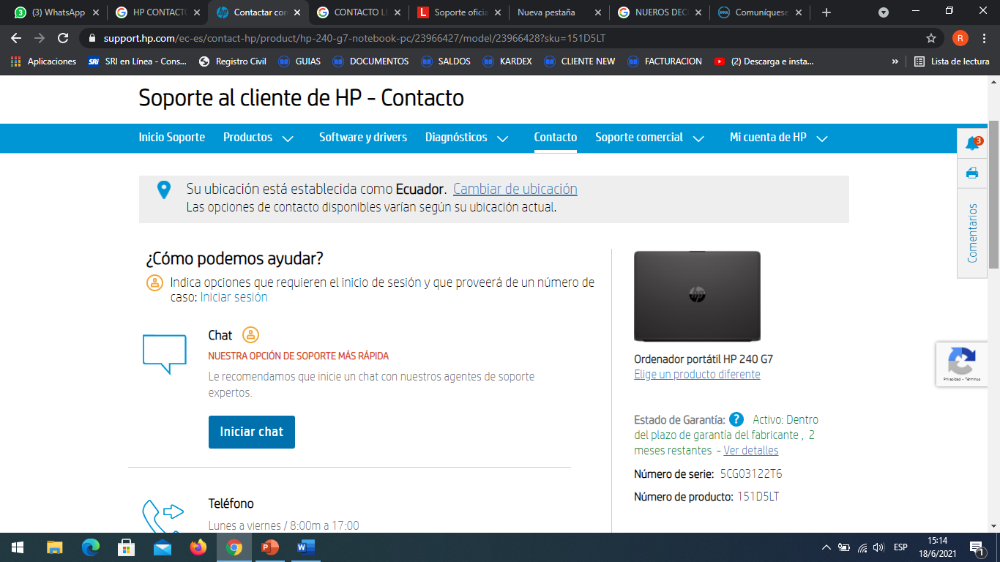 3
(3) WhatsApp
HP CONTACTO
Contactar con
CONTACTO LE
Soporte oficia
Nueva pestaña
NUEROS DEC
Comuníquese
support.hp.com/ec-es/contact-hp/product/hp-240-g7-notebook-pc/23966427/model/23966428?sku=151D5LT
R
Aplicaciones
SRI
SRI en Línea - Cons...
Registro Civil
GUIAS
DOCUMENTOS
SALDOS
KARDEX
CLIENTE NEW
FACTURACION
(2) Descarga e insta...
»
Lista de lectura
Soporte al cliente de HP - Contacto
Inicio Soporte
Productos
Software y drivers
Diagnósticos
Contacto
Soporte comercial
Mi cuenta de HP
3
Comentarios
Su ubicación está establecida como Ecuador. Cambiar de ubicación
Las opciones de contacto disponibles varían según su ubicación actual.
¿Cómo podemos ayudar?
Indica opciones que requieren el inicio de sesión y que proveerá de un número de
caso: Iniciar sesión
Chat
NUESTRA OPCIÓN DE SOPORTE MÁS RÁPIDA
Le recomendamos que inicie un chat con nuestros agentes de soporte
expertos.
Iniciar chat
Teléfono
Lunes a viernes / 8:00m a 17:00
hp
Ordenador portátil HP 240 G7
Elige un producto diferente
Estado de Garantía: ? Activo: Dentro
del plazo de garantía del fabricante , 2
meses restantes - Ver detalles
Número de serie: 5CG03122T6
Número de producto: 151D5LT
Privacidad - Términos
ESP
15:14
18/6/2021
1